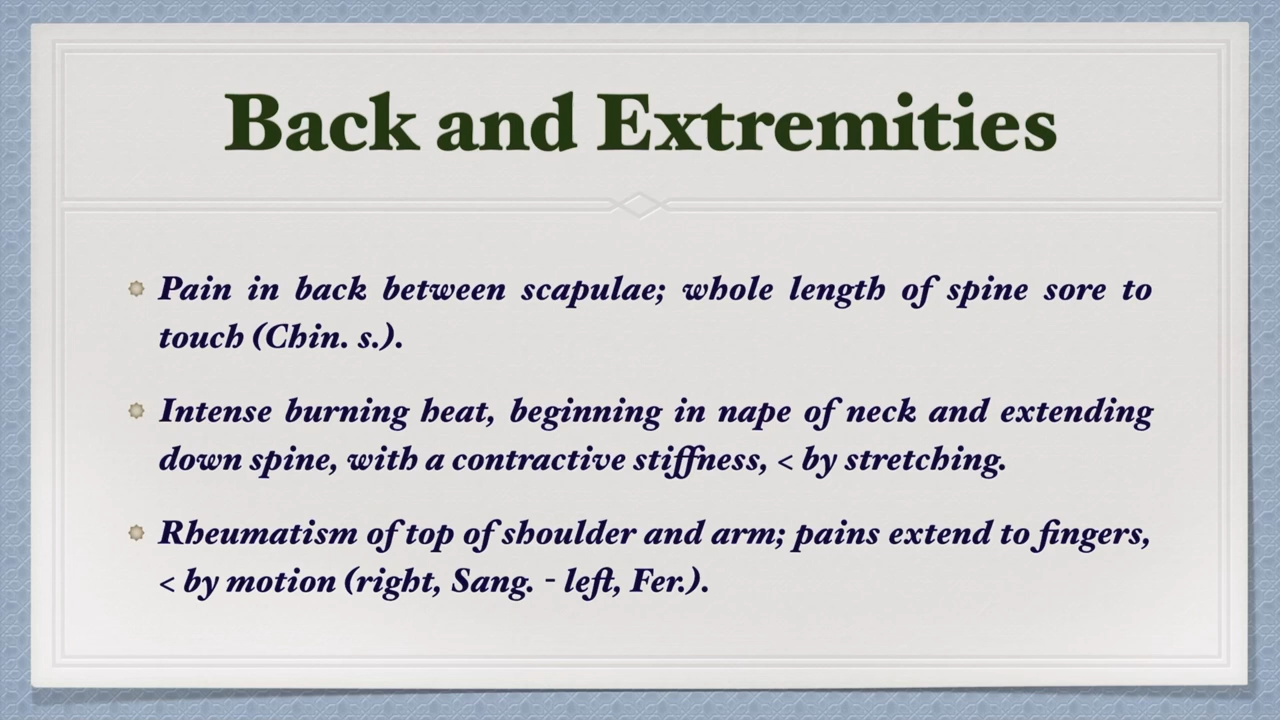 Back and Extremities
Pain in back between scapulae; whole length of spine sore to
touch (Chin. s.).
Intense burning heat, beginning in nape of neck and extending
down spine, with a contractive stiffness, < by stretching.
Rheumatism of top of shoulder and arm; pains extend to fingers,
< by motion (right, Sang. - left, Fer.).